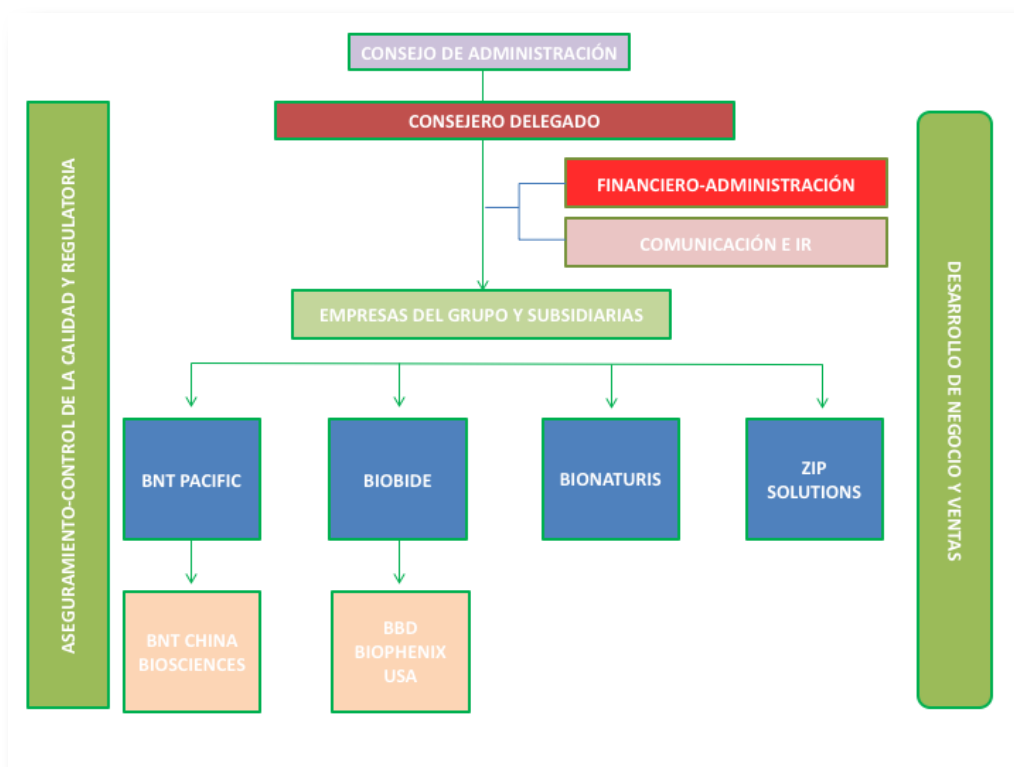 CONSEJO DE ADMINISTRACIÓN
CONSEJERO DELEGADO
FINANCIERO-ADMINISTRACIÓN
COMUNICACIÓN E IR
EMPRESAS DEL GRUPO Y SUBSIDIARIAS
ASEGURAMIENTO-CONTROL DE LA CALIDAD Y REGULATORIA
DESARROLLO DE NEGOCIO Y VENTAS
BNT PACIFIC
BIOBIDE
BIONATURIS
ZIP
SOLUTIONS
BNT CHINA
BIOSCIENCES
BBD
BIOPHENIX
USA